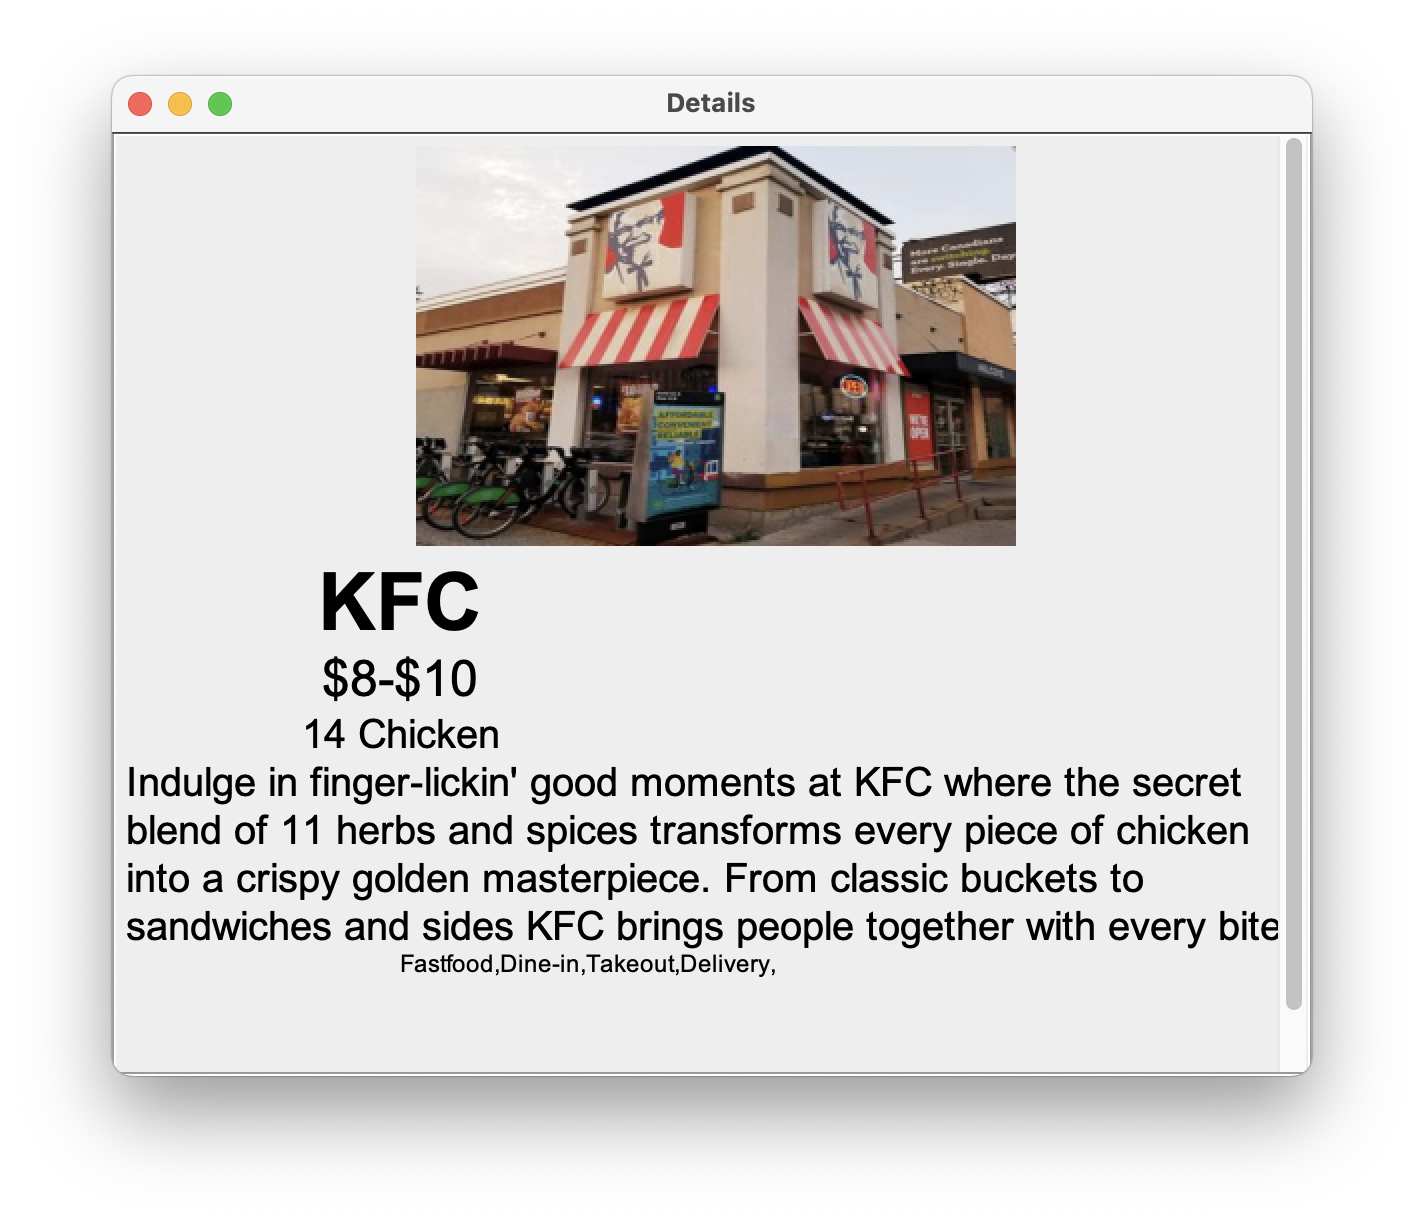 Details
More Canadians
are switching.
Every. Single. Day
AFFORDABLE
CONVENIENT
RELIABLE
OPEN
KFC
$8-$10
14 Chicken
Indulge in finger-lickin' good moments at KFC where the secret
blend of 11 herbs and spices transforms every piece of chicken
into a crispy golden masterpiece. From classic buckets to
sandwiches and sides KFC brings people together with every bite
Fastfood,Dine-in,Takeout,Delivery,